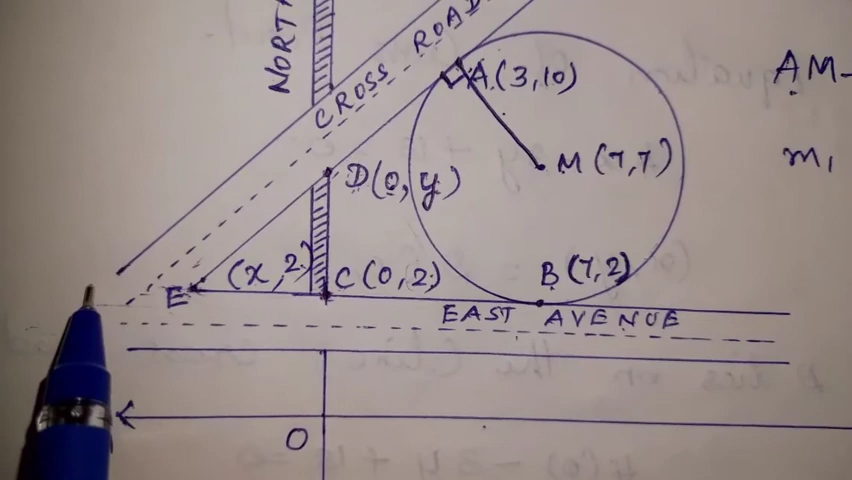 NORTH
CROSS ROAD
A(3,10)
AM-
M(7,7)
m,
D(0,y)
(x,2)
C(0,2)
B(7,2)
E
EAST AVENUE
O